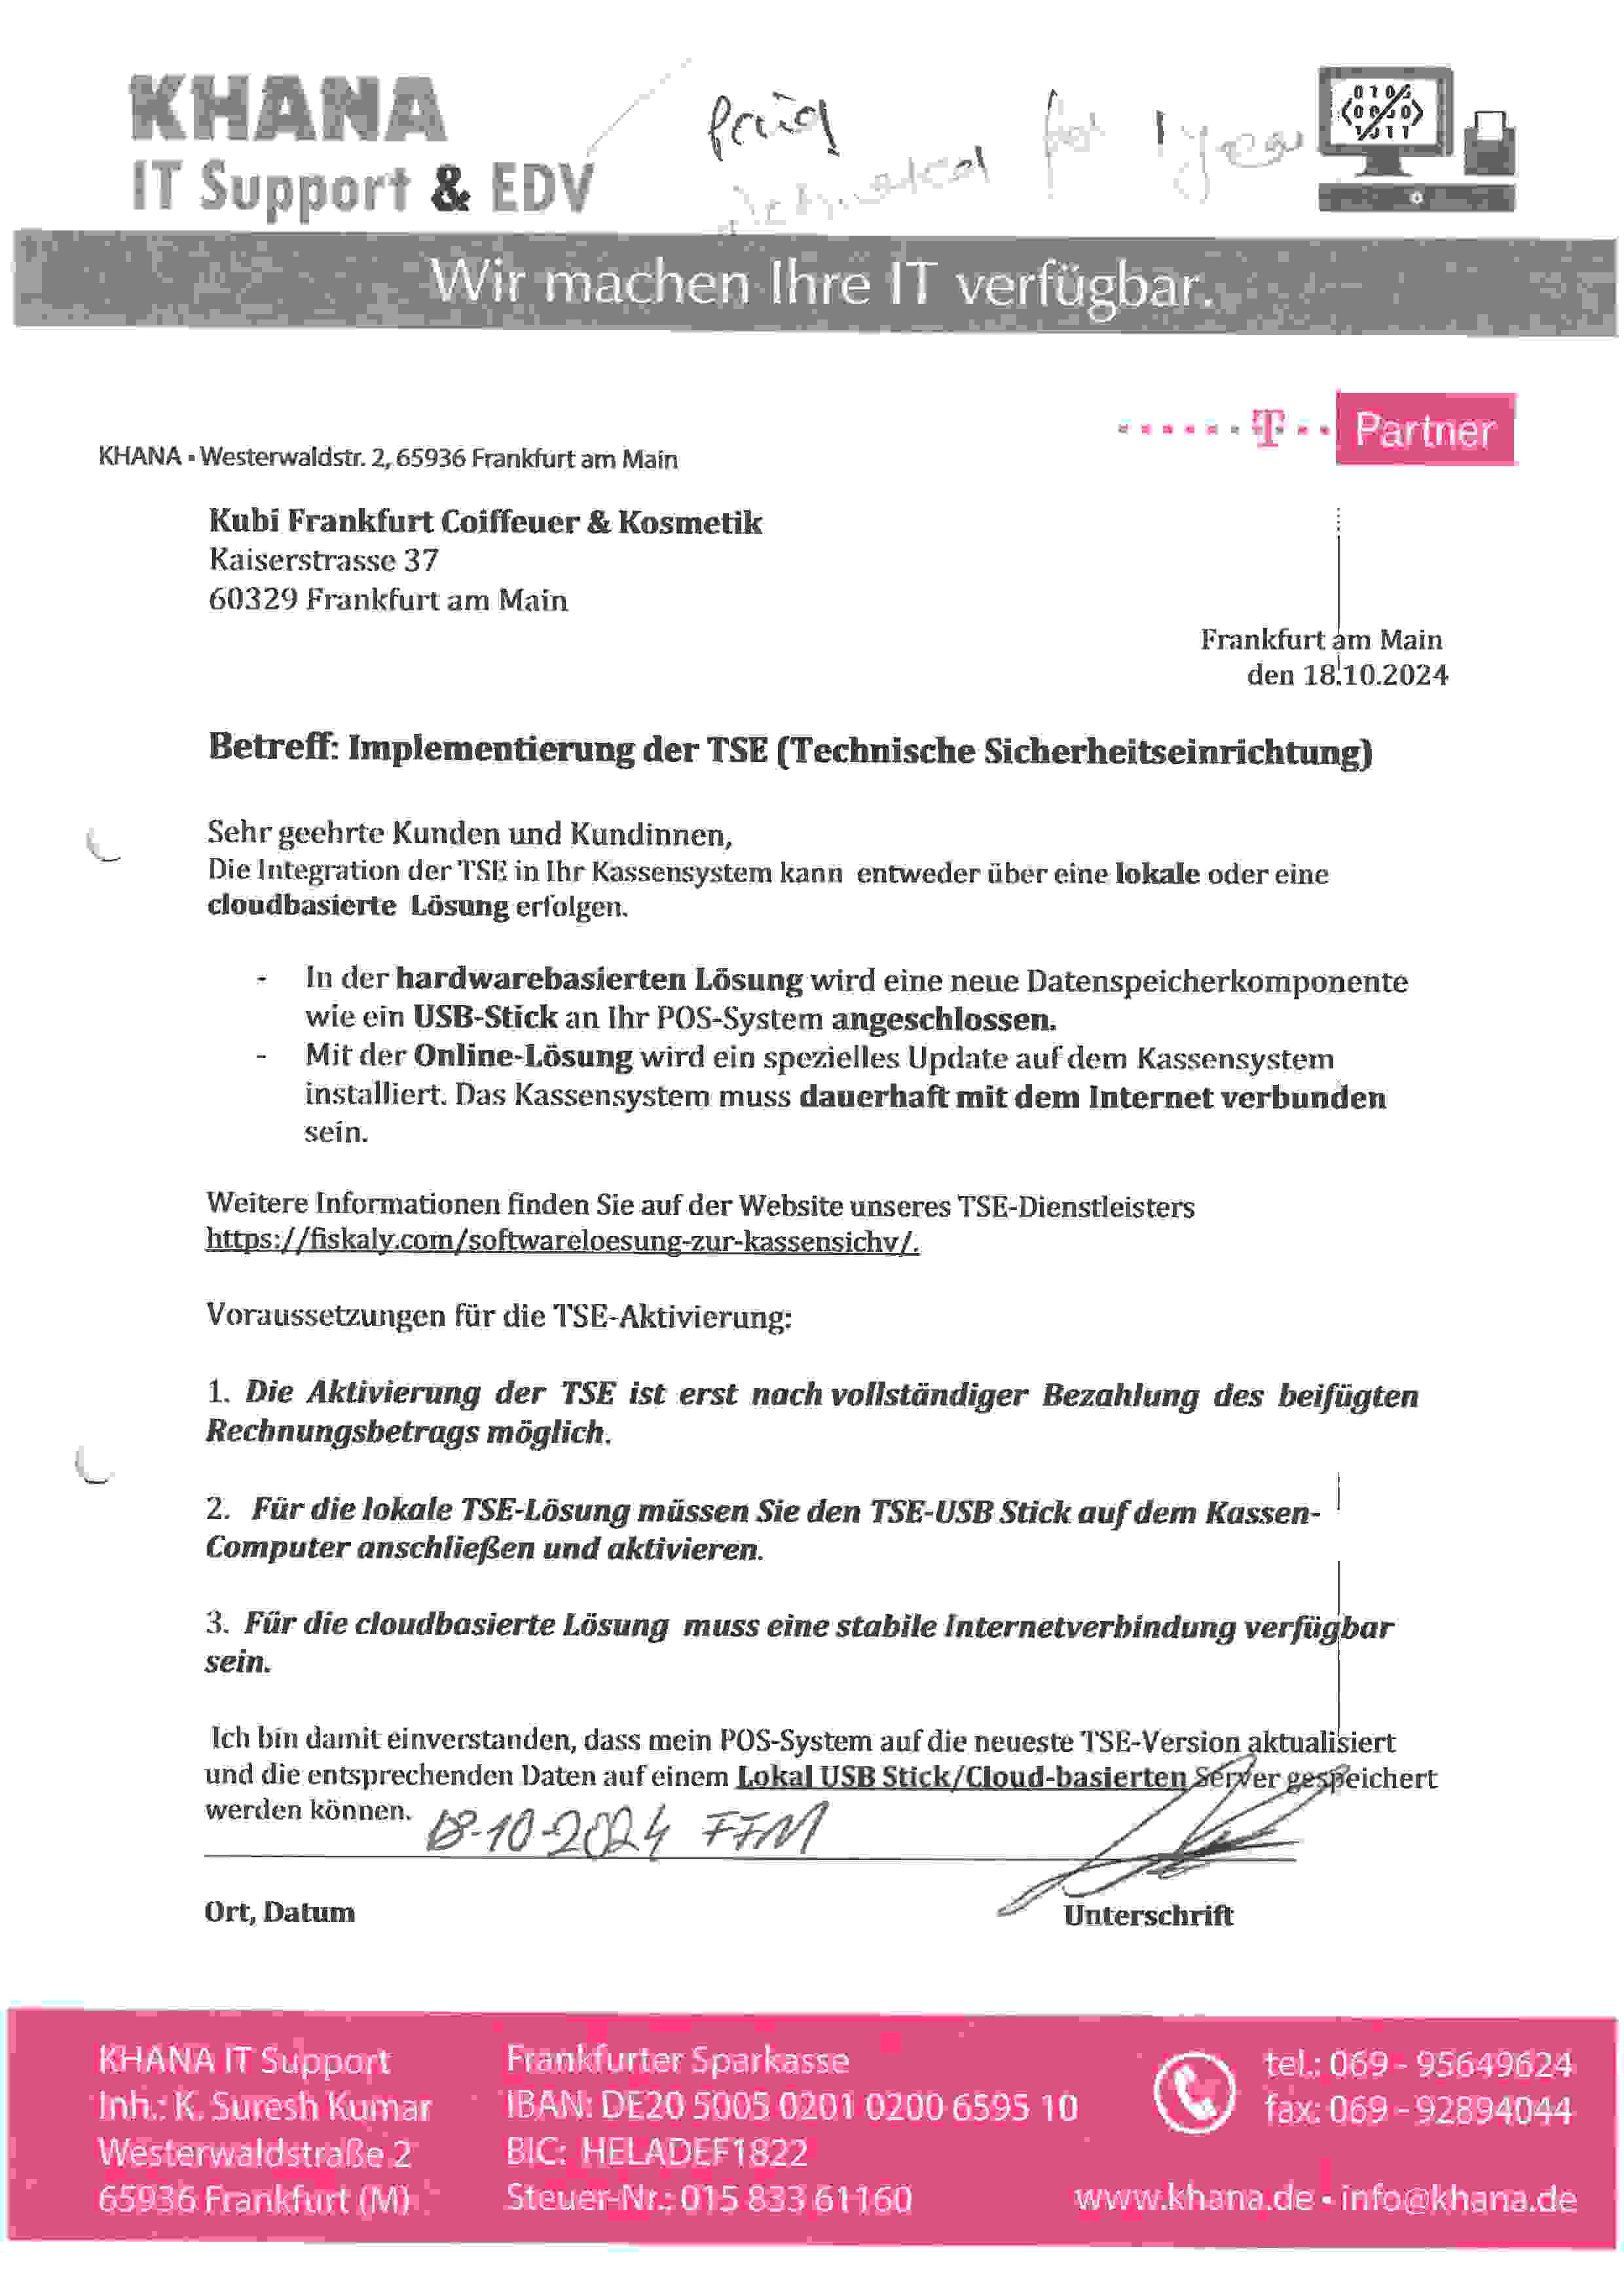 KHANA
IT Support & EDV
paid
for 1 year
Wir machen Ihre IT verfügbar.
T Partner
KHANA ▪ Westerwaldstr. 2, 65936 Frankfurt am Main
Kubi Frankfurt Coiffeuer & Kosmetik
Kaiserstrasse 37
60329 Frankfurt am Main
Frankfurt am Main
den 18.10.2024
Betreff: Implementierung der TSE (Technische Sicherheitseinrichtung)
Sehr geehrte Kunden und Kundinnen,
Die Integration der TSE in Ihr Kassensystem kann entweder über eine lokale oder eine
cloudbasierte Lösung erfolgen.
- In der hardwarebasierten Lösung wird eine neue Datenspeicherkomponente
wie ein USB-Stick an Ihr POS-System angeschlossen.
- Mit der Online-Lösung wird ein spezielles Update auf dem Kassensystem
installiert. Das Kassensystem muss dauerhaft mit dem Internet verbunden
sein.
Weitere Informationen finden Sie auf der Website unseres TSE-Dienstleisters
https://fiskaly.com/softwareloesung-zur-kassensichv/.
Voraussetzungen für die TSE-Aktivierung:
1. Die Aktivierung der TSE ist erst nach vollständiger Bezahlung des beifügten
Rechnungsbetrags möglich.
2. Für die lokale TSE-Lösung müssen Sie den TSE-USB Stick auf dem Kassen-
Computer anschließen und aktivieren.
3. Für die cloudbasierte Lösung muss eine stabile Internetverbindung verfügbar
sein.
Ich bin damit einverstanden, dass mein POS-System auf die neueste TSE-Version aktualisiert
und die entsprechenden Daten auf einem Lokal USB Stick/Cloud-basierten Server gespeichert
werden können.
18-10-2024 FFM
Ort, Datum
Unterschrift
KHANA IT Support
Inh.: K. Suresh Kumar
Westerwaldstraße 2
65936 Frankfurt (M)
Frankfurter Sparkasse
IBAN: DE20 5005 0201 0200 6595 10
BIC: HELADEF1822
Steuer-Nr.: 015 833 61160
tel.: 069 - 95649624
fax: 069 - 92894044
www.khana.de ▪ info@khana.de